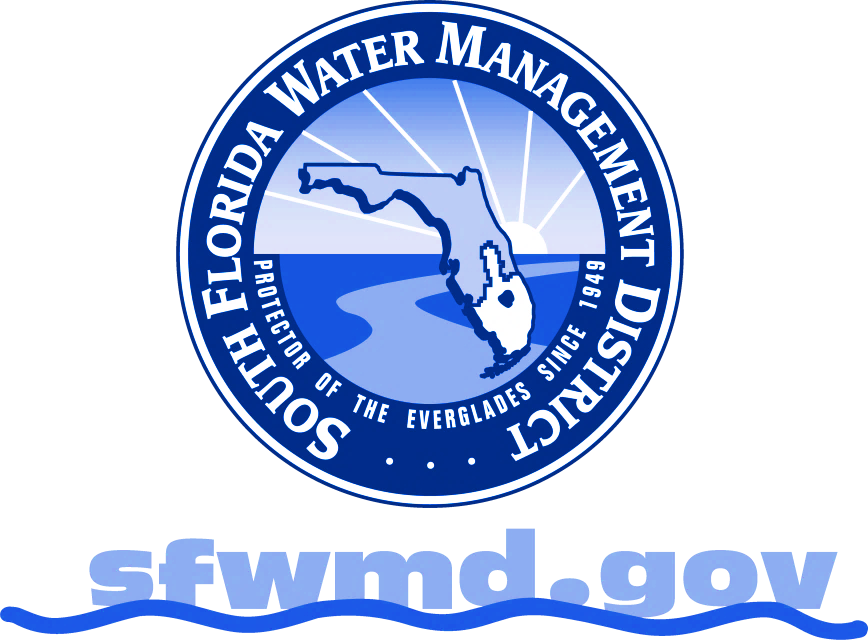 SOUTH FLORIDA WATER MANAGEMENT DISTRICT
PROTECTOR OF THE EVERGLADES SINCE 1949
. . .
sfwmd.gov